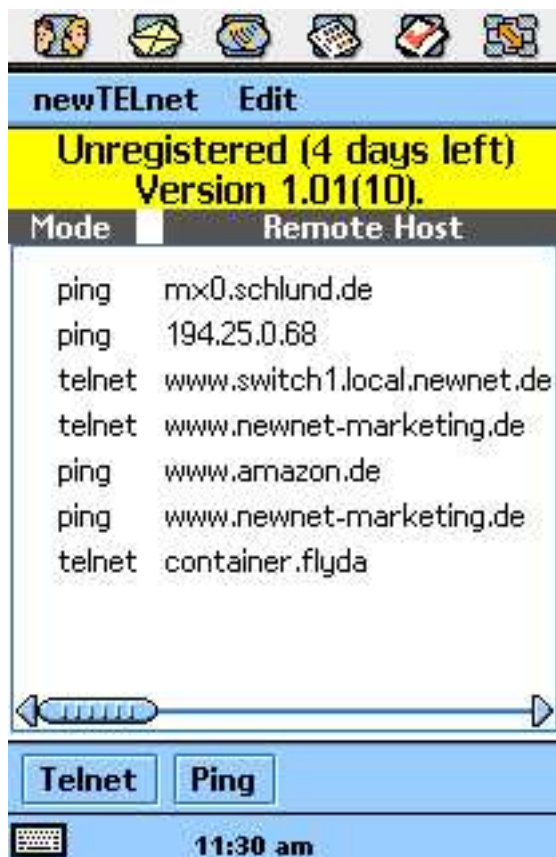 newTELnet Edit
Unregistered (4 days left)
Version 1.01(10).
Mode Remote Host
ping mx0.schlund.de
ping 194.25.0.68
telnet www.switch1.local.newnet.de
telnet www.newnet-marketing.de
ping www.amazon.de
ping www.newnet-marketing.de
telnet container.flyda
Telnet Ping
11:30 am